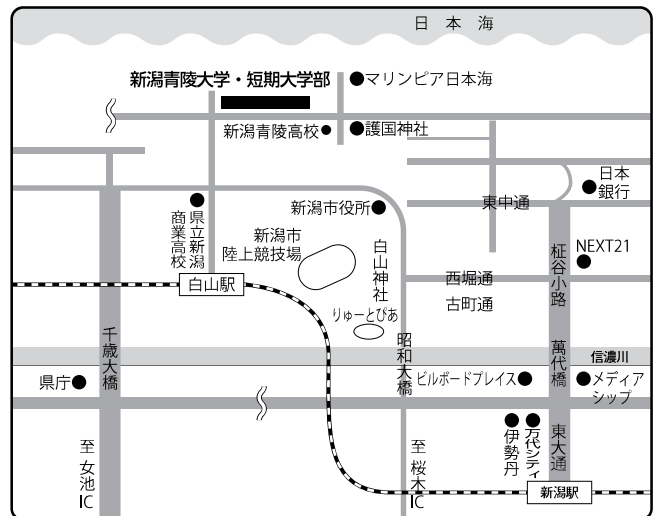 日本海
新潟青陵大学・短期大学部
マリンピア日本海
新潟青陵高校
護国神社
日本
銀行
東中通
県立新潟
商業高校
新潟市役所
新潟市
陸上競技場
白山神社
NEXT21
柾谷小路
西堀通
古町通
白山駅
りゅーとぴあ
千歳大橋
昭和大橋
萬代橋
信濃川
県庁
ビルボードプレイス
メディア
シップ
万代シティ
伊勢丹
東大通
至女池IC
至桜木IC
新潟駅